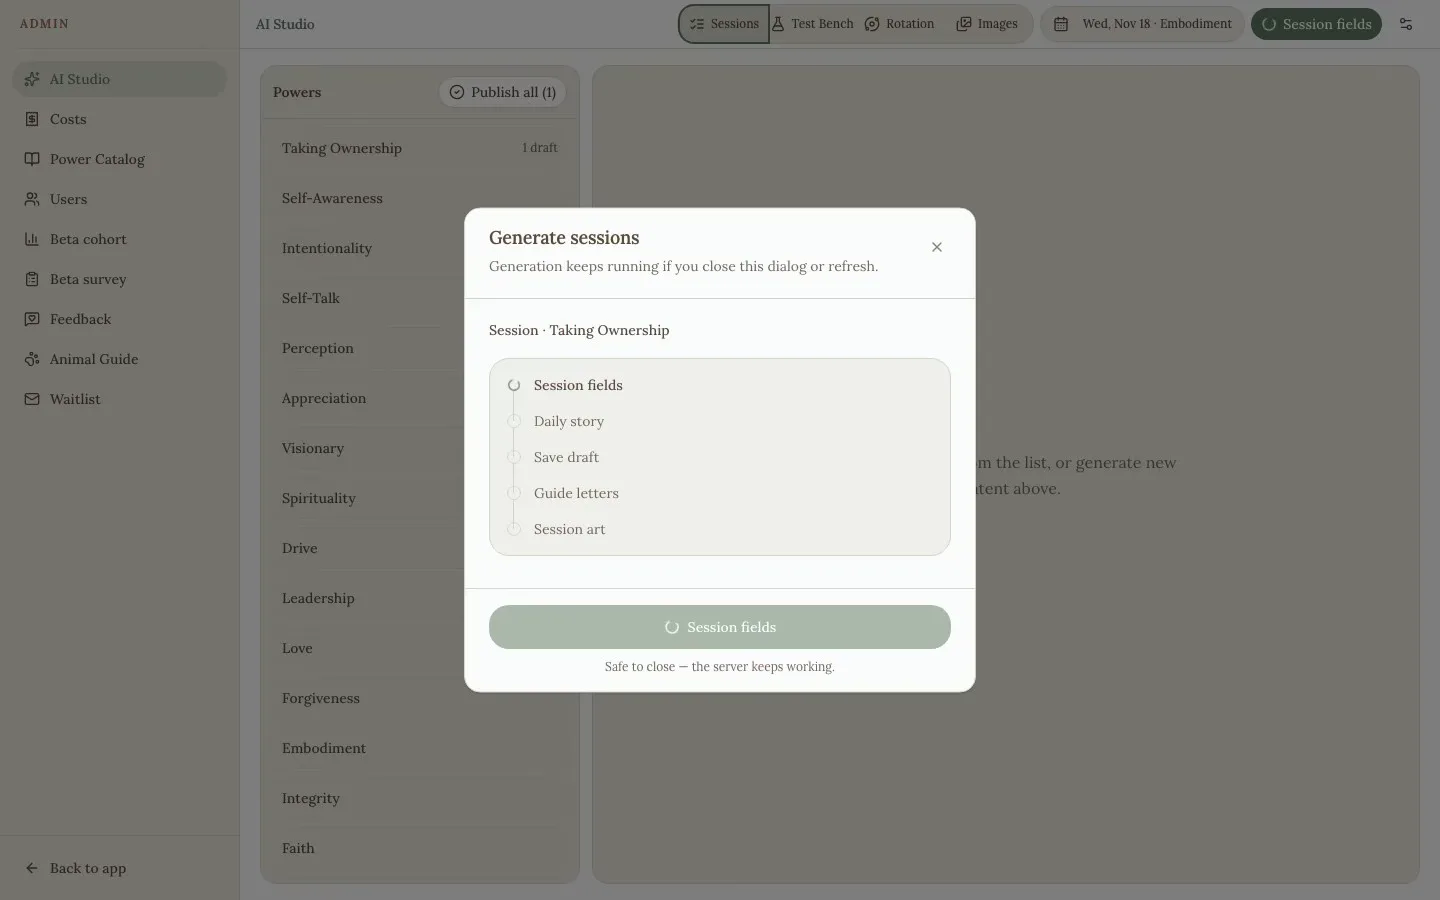 ADMIN
AI Studio
Costs
Power Catalog
Users
Beta cohort
Beta survey
Feedback
Animal Guide
Waitlist
Back to app
AI Studio
Sessions
Test Bench
Rotation
Images
Wed, Nov 18 · Embodiment
Session fields
Powers
Publish all (1)
Taking Ownership
1 draft
Self-Awareness
Intentionality
Self-Talk
Perception
Appreciation
Visionary
Spirituality
Drive
Leadership
Love
Forgiveness
Embodiment
Integrity
Faith
the list, or generate new
above.
Generate sessions
Generation keeps running if you close this dialog or refresh.
Session · Taking Ownership
Session fields
Daily story
Save draft
Guide letters
Session art
Session fields
Safe to close — the server keeps working.